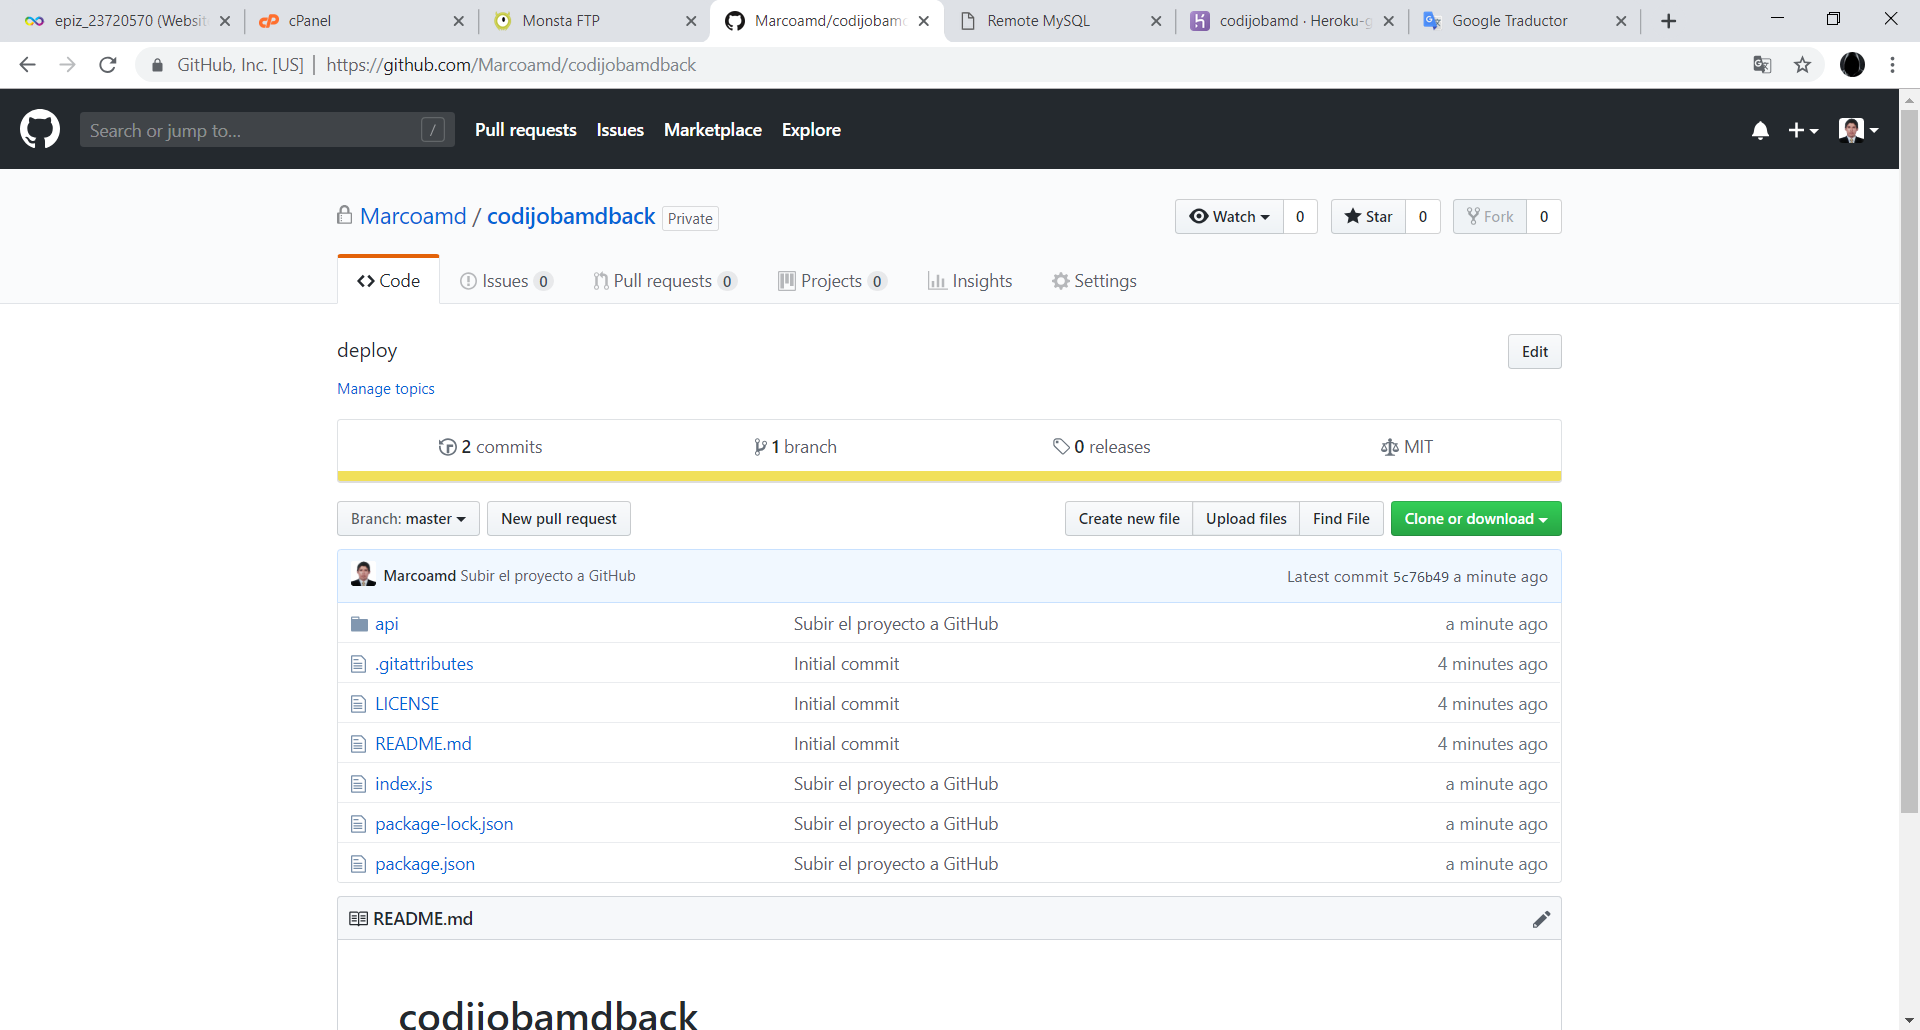 epiz_23720570 (Websit
cPanel
Monsta FTP
Marcoamd/codijobamd
Remote MySQL
codijobamd · Heroku-g
Google Traductor
GitHub, Inc. [US] | https://github.com/Marcoamd/codijobamdback
Search or jump to... /
Pull requests Issues Marketplace Explore
Marcoamd / codijobamdback Private
Watch 0 Star 0 Fork 0
Code Issues 0 Pull requests 0 Projects 0 Insights Settings
deploy
Edit
Manage topics
2 commits 1 branch 0 releases MIT
Branch: master New pull request Create new file Upload files Find File Clone or download
Marcoamd Subir el proyecto a GitHub Latest commit 5c76b49 a minute ago
api Subir el proyecto a GitHub a minute ago
.gitattributes Initial commit 4 minutes ago
LICENSE Initial commit 4 minutes ago
README.md Initial commit 4 minutes ago
index.js Subir el proyecto a GitHub a minute ago
package-lock.json Subir el proyecto a GitHub a minute ago
package.json Subir el proyecto a GitHub a minute ago
README.md
codijobamdback